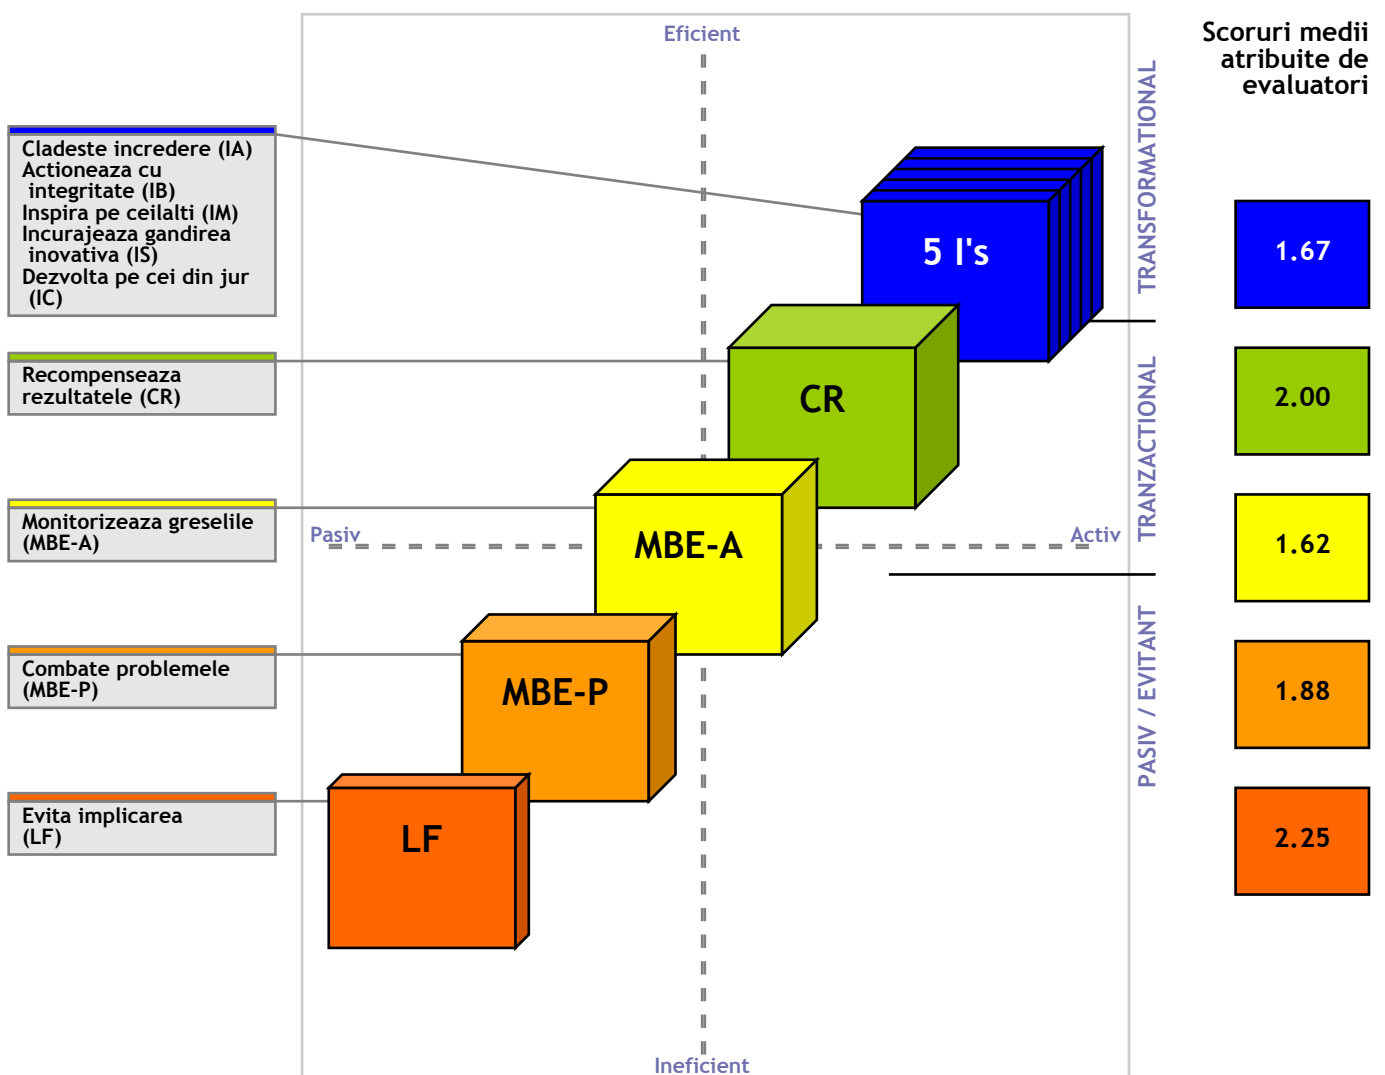 Eficient
Scoruri medii
atribuite de
evaluatori
TRANSFORMATIONAL
Cladeste incredere (IA)
Actioneaza cu
integritate (IB)
Inspira pe ceilalti (IM)
Incurajeaza gandirea
inovativa (IS)
Dezvolta pe cei din jur
(IC)
5 I's
1.67
Recompenseaza
rezultatele (CR)
CR
TRANZACTIONAL
2.00
Monitorizeaza greselile
(MBE-A)
Pasiv
MBE-A
Activ
1.62
Combate problemele
(MBE-P)
MBE-P
PASIV / EVITANT
1.88
Evita implicarea
(LF)
LF
2.25
Ineficient